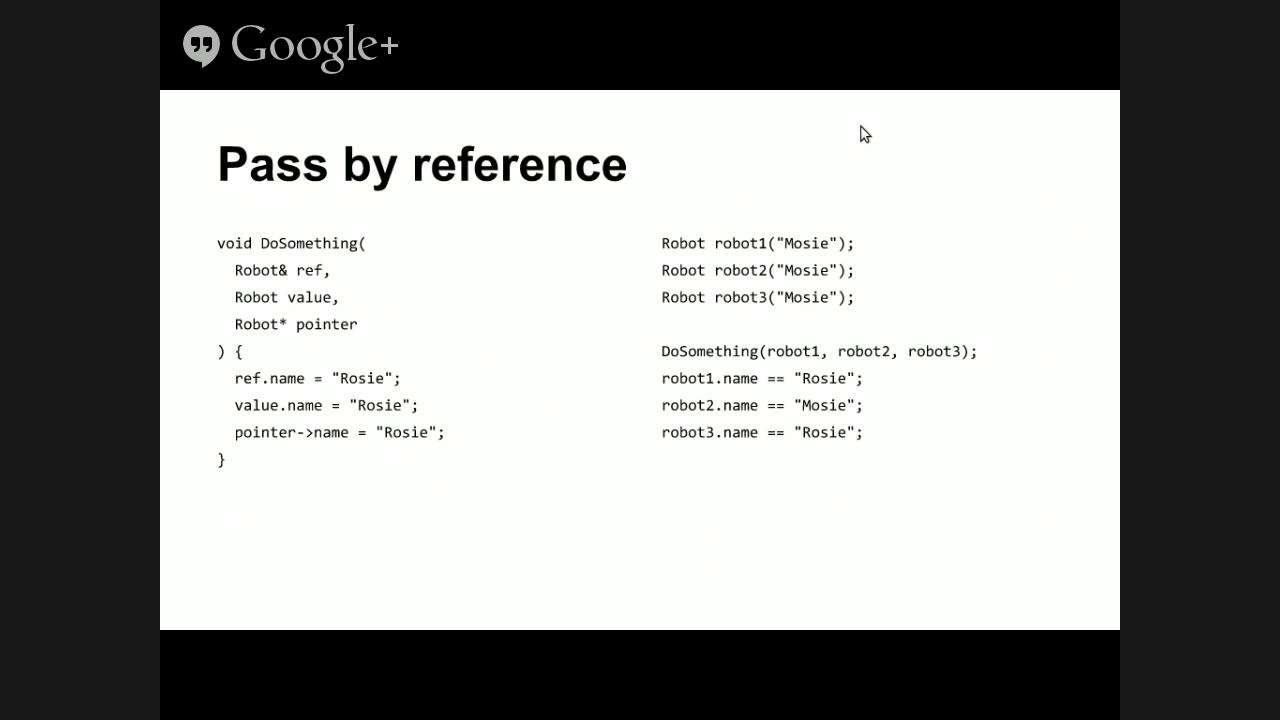 Google+
Pass by reference
void DoSomething(
Robot& ref,
Robot value,
Robot* pointer
) {
ref.name = "Rosie";
value.name = "Rosie";
pointer->name = "Rosie";
}
Robot robot1("Mosie");
Robot robot2("Mosie");
Robot robot3("Mosie");
DoSomething(robot1, robot2, robot3);
robot1.name == "Rosie";
robot2.name == "Mosie";
robot3.name == "Rosie";